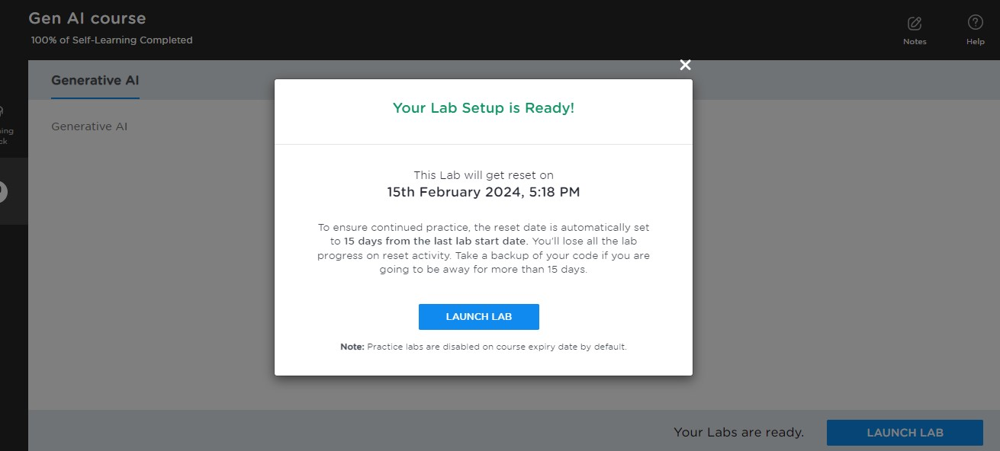 Gen AI course
100% of Self-Learning Completed
Notes
Help
Generative AI
Generative AI
Your Lab Setup is Ready!
This Lab will get reset on
15th February 2024, 5:18 PM
To ensure continued practice, the reset date is automatically set
to 15 days from the last lab start date. You'll lose all the lab
progress on reset activity. Take a backup of your code if you are
going to be away for more than 15 days.
LAUNCH LAB
Note: Practice labs are disabled on course expiry date by default.
Your Labs are ready.
LAUNCH LAB